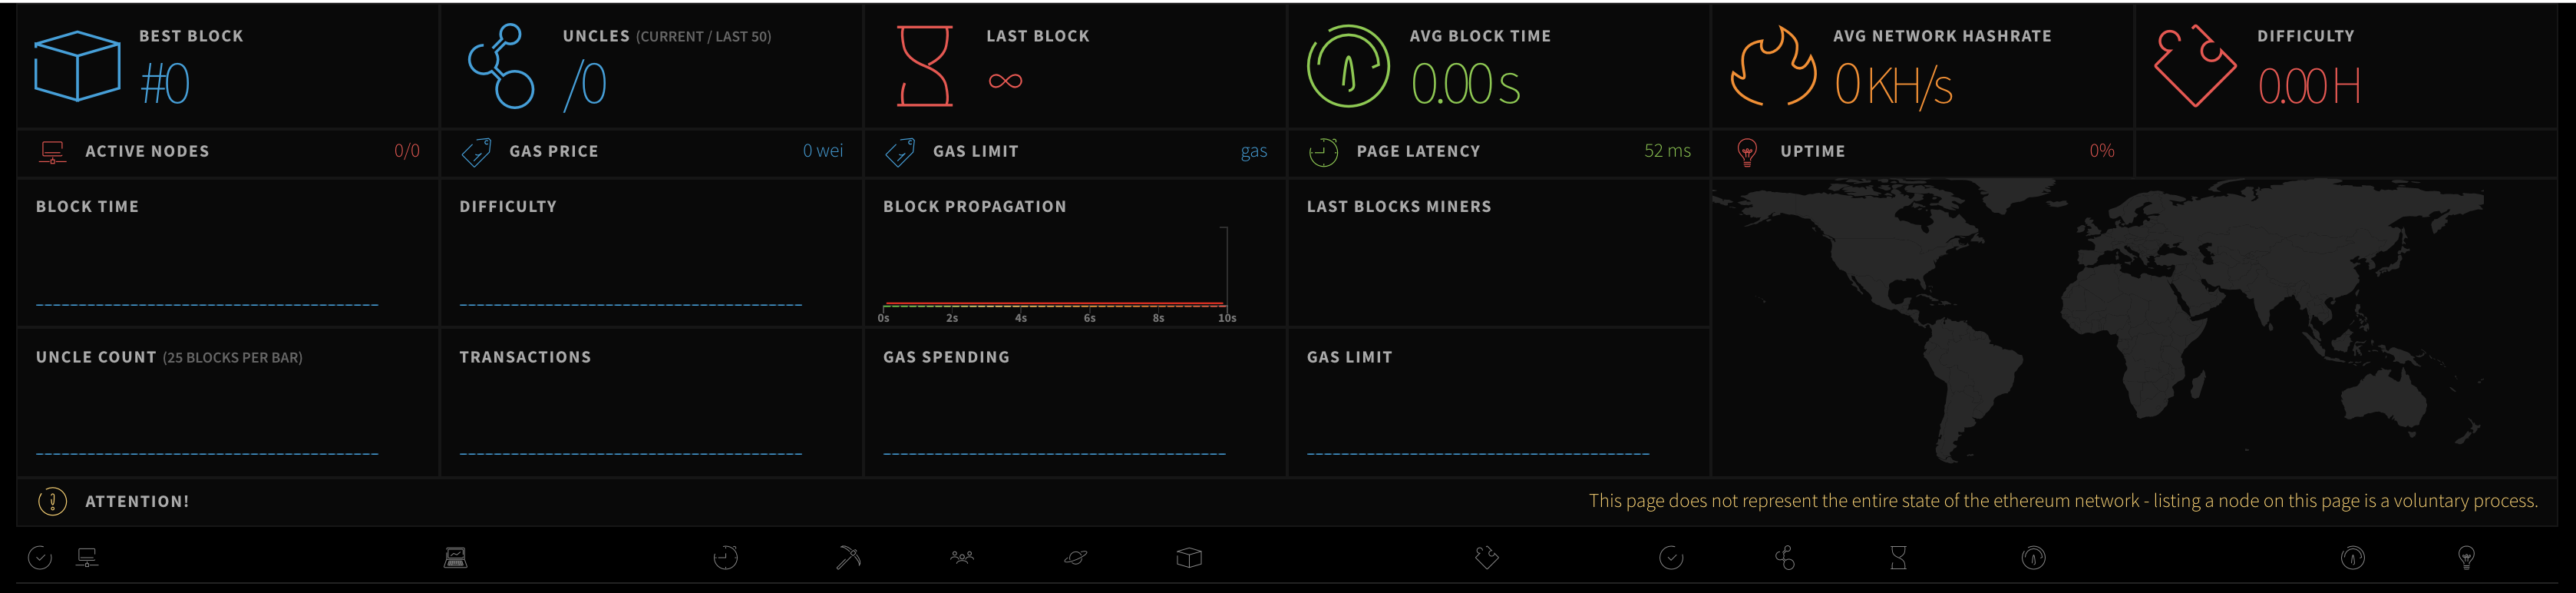 BEST BLOCK
#0
UNCLES (CURRENT / LAST 50)
/0
LAST BLOCK
∞
AVG BLOCK TIME
0.00 s
AVG NETWORK HASHRATE
0 KH/s
DIFFICULTY
0.00 H
ACTIVE NODES 0/0
GAS PRICE 0 wei
GAS LIMIT gas
PAGE LATENCY 52 ms
UPTIME 0%
BLOCK TIME
DIFFICULTY
BLOCK PROPAGATION
0s 2s 4s 6s 8s 10s
LAST BLOCKS MINERS
UNCLE COUNT (25 BLOCKS PER BAR)
TRANSACTIONS
GAS SPENDING
GAS LIMIT
ATTENTION!
This page does not represent the entire state of the ethereum network - listing a node on this page is a voluntary process.